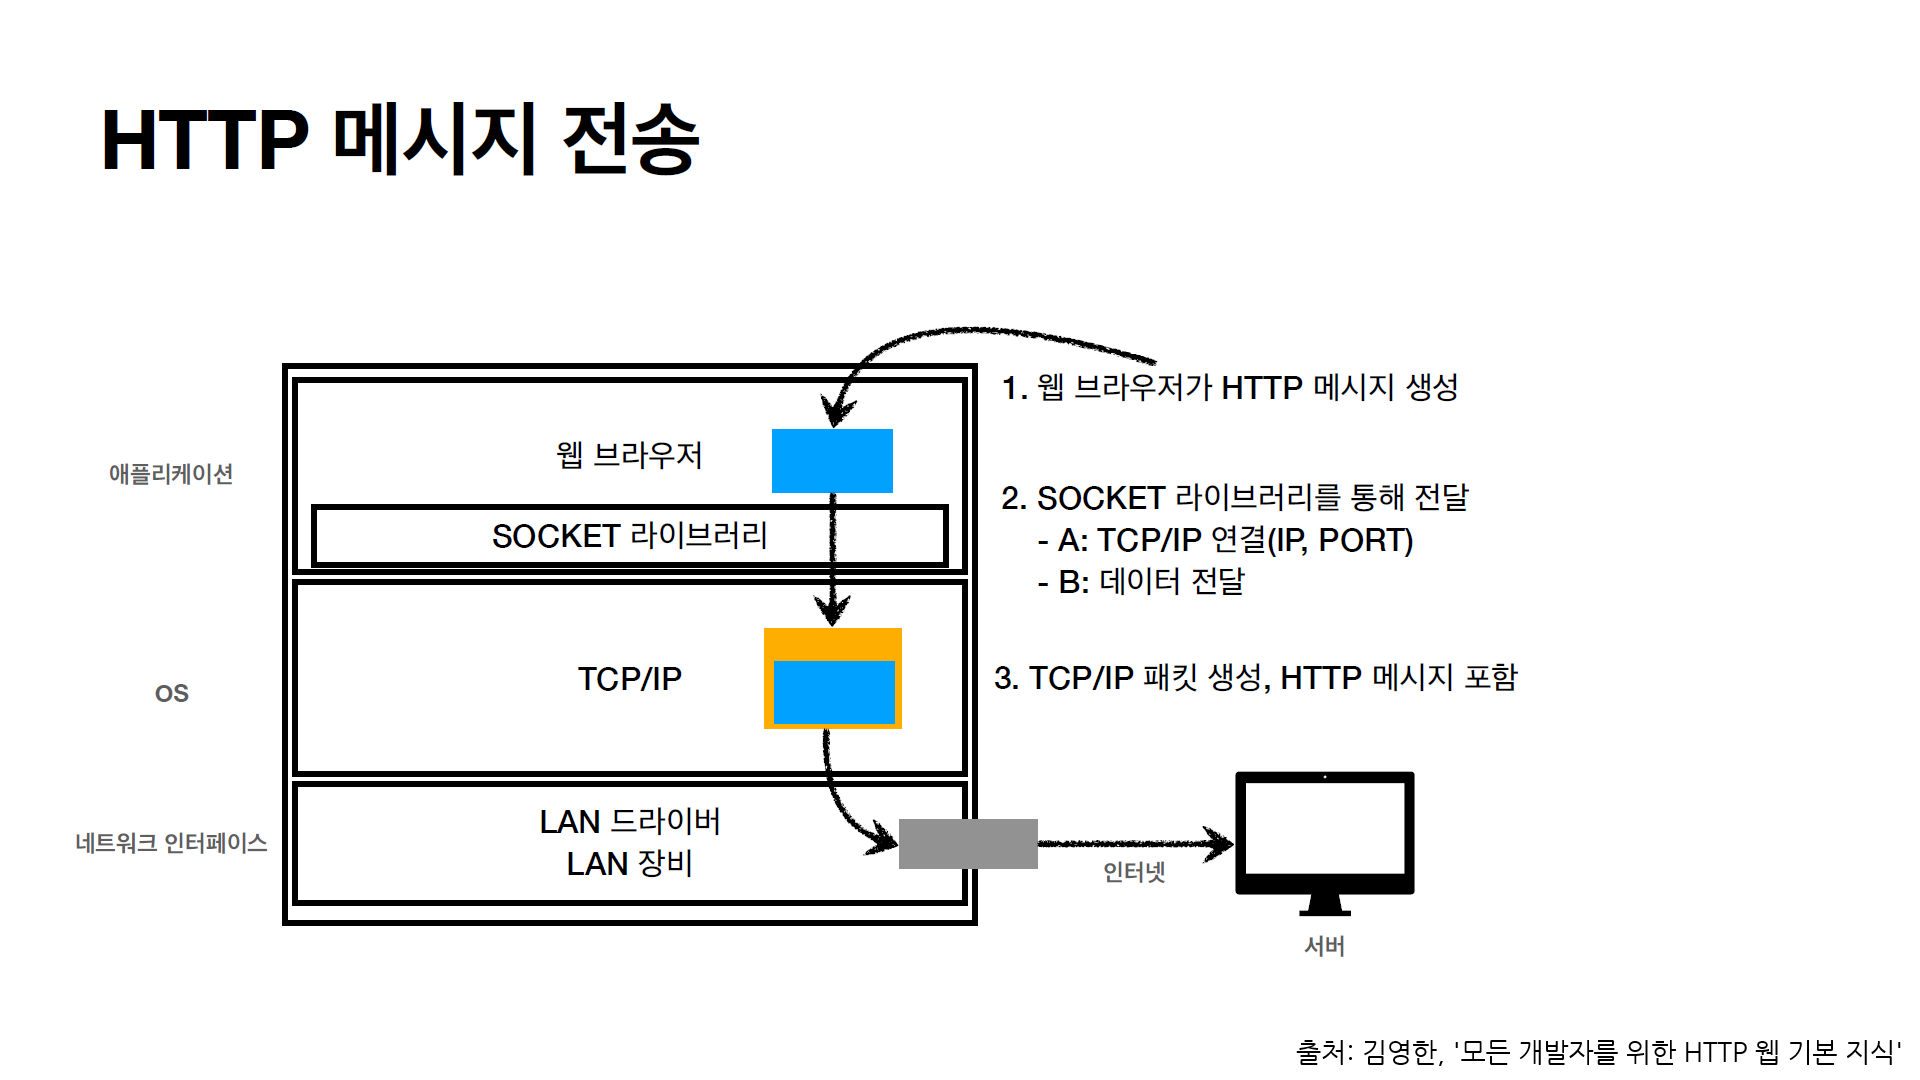 HTTP 메시지 전송
1. 웹 브라우저가 HTTP 메시지 생성
웹 브라우저
애플리케이션
2. SOCKET 라이브러리를 통해 전달
SOCKET 라이브러리
- A: TCP/IP 연결(IP, PORT)
- B: 데이터 전달
TCP/IP
3. TCP/IP 패킷 생성, HTTP 메시지 포함
OS
LAN 드라이버
LAN 장비
네트워크 인터페이스
인터넷
서버
출처: 김영한, '모든 개발자를 위한 HTTP 웹 기본 지식'